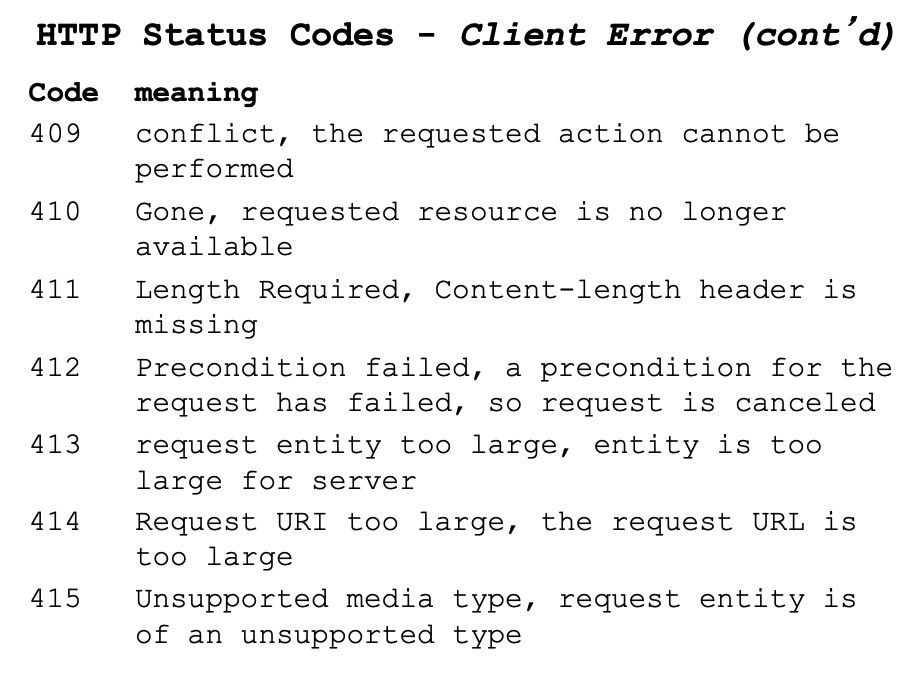 HTTP Status Codes - Client Error (cont’d)
Code meaning
409 conflict, the requested action cannot be
performed
410 Gone, requested resource is no longer
available
411 Length Required, Content-length header is
missing
412 Precondition failed, a precondition for the
request has failed, so request is canceled
413 request entity too large, entity is too
large for server
414 Request URI too large, the request URL is
too large
415 Unsupported media type, request entity is
of an unsupported type